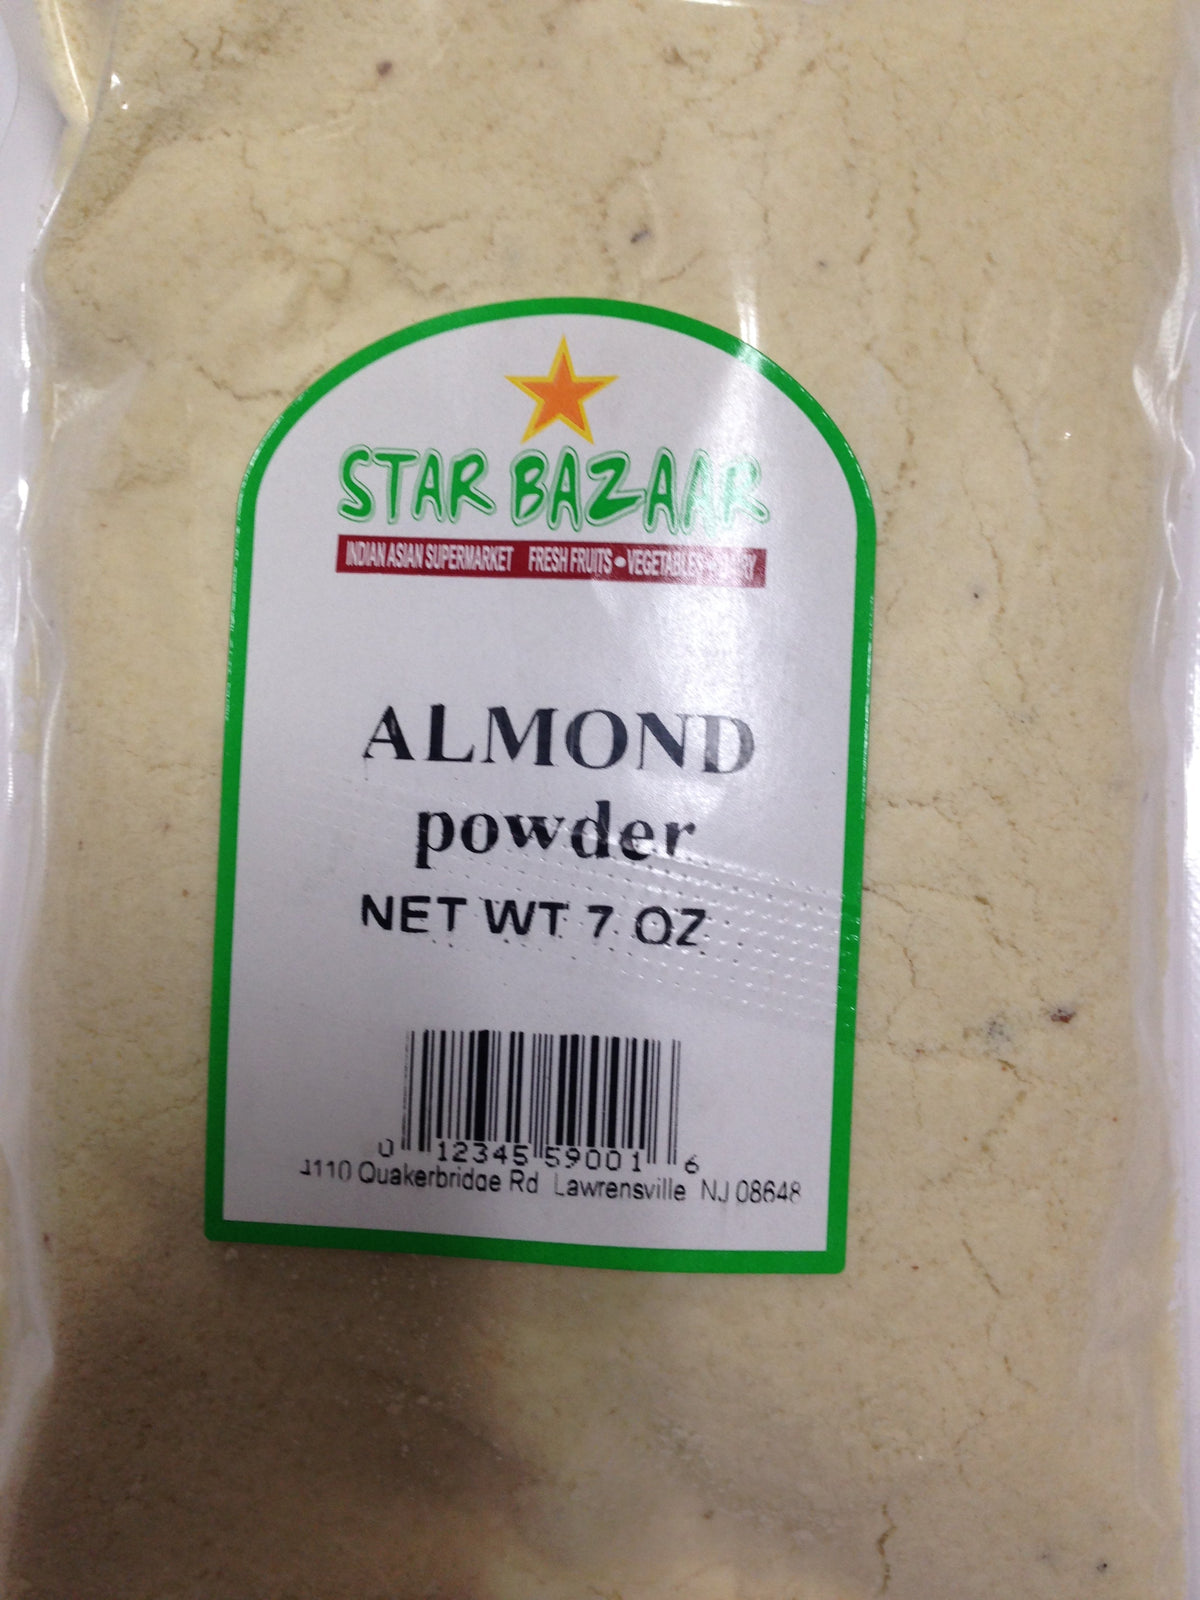 STAR BAZAAR
INDIAN ASIAN SUPERMARKET FRESH FRUITS • VEGETABLES •
ALMOND
powder
NET WT 7 OZ
0 12345 59001 6
Quakerbridge Rd Lawrensville NJ 08648